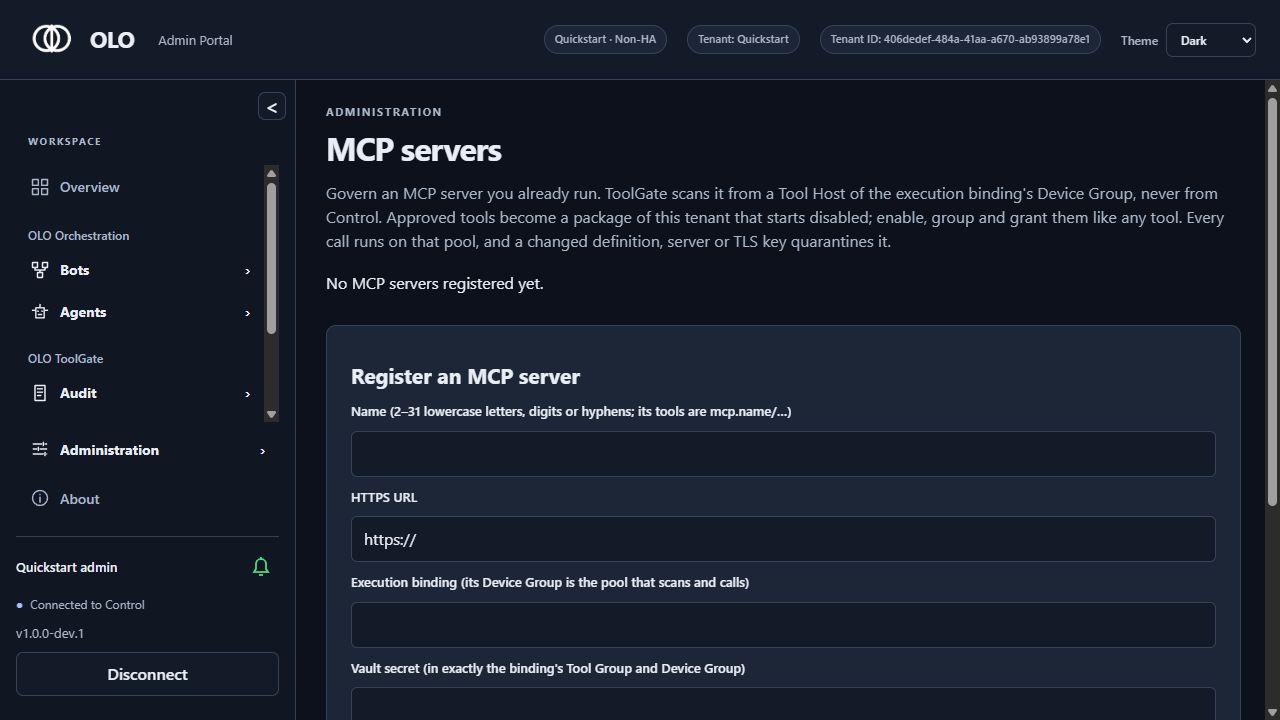 OLO
Admin Portal
Quickstart · Non-HA
Tenant: Quickstart
Tenant ID: 406dedef-484a-41aa-a670-ab93899a78e1
Theme
Dark
<
WORKSPACE
Overview
OLO Orchestration
Bots ›
Agents ›
OLO ToolGate
Audit ›
Administration ›
About
Quickstart admin
Connected to Control
v1.0.0-dev.1
Disconnect
ADMINISTRATION
MCP servers
Govern an MCP server you already run. ToolGate scans it from a Tool Host of the execution binding's Device Group, never from
Control. Approved tools become a package of this tenant that starts disabled; enable, group and grant them like any tool. Every
call runs on that pool, and a changed definition, server or TLS key quarantines it.
No MCP servers registered yet.
Register an MCP server
Name (2–31 lowercase letters, digits or hyphens; its tools are mcp.name/...)
HTTPS URL
https://
Execution binding (its Device Group is the pool that scans and calls)
Vault secret (in exactly the binding's Tool Group and Device Group)